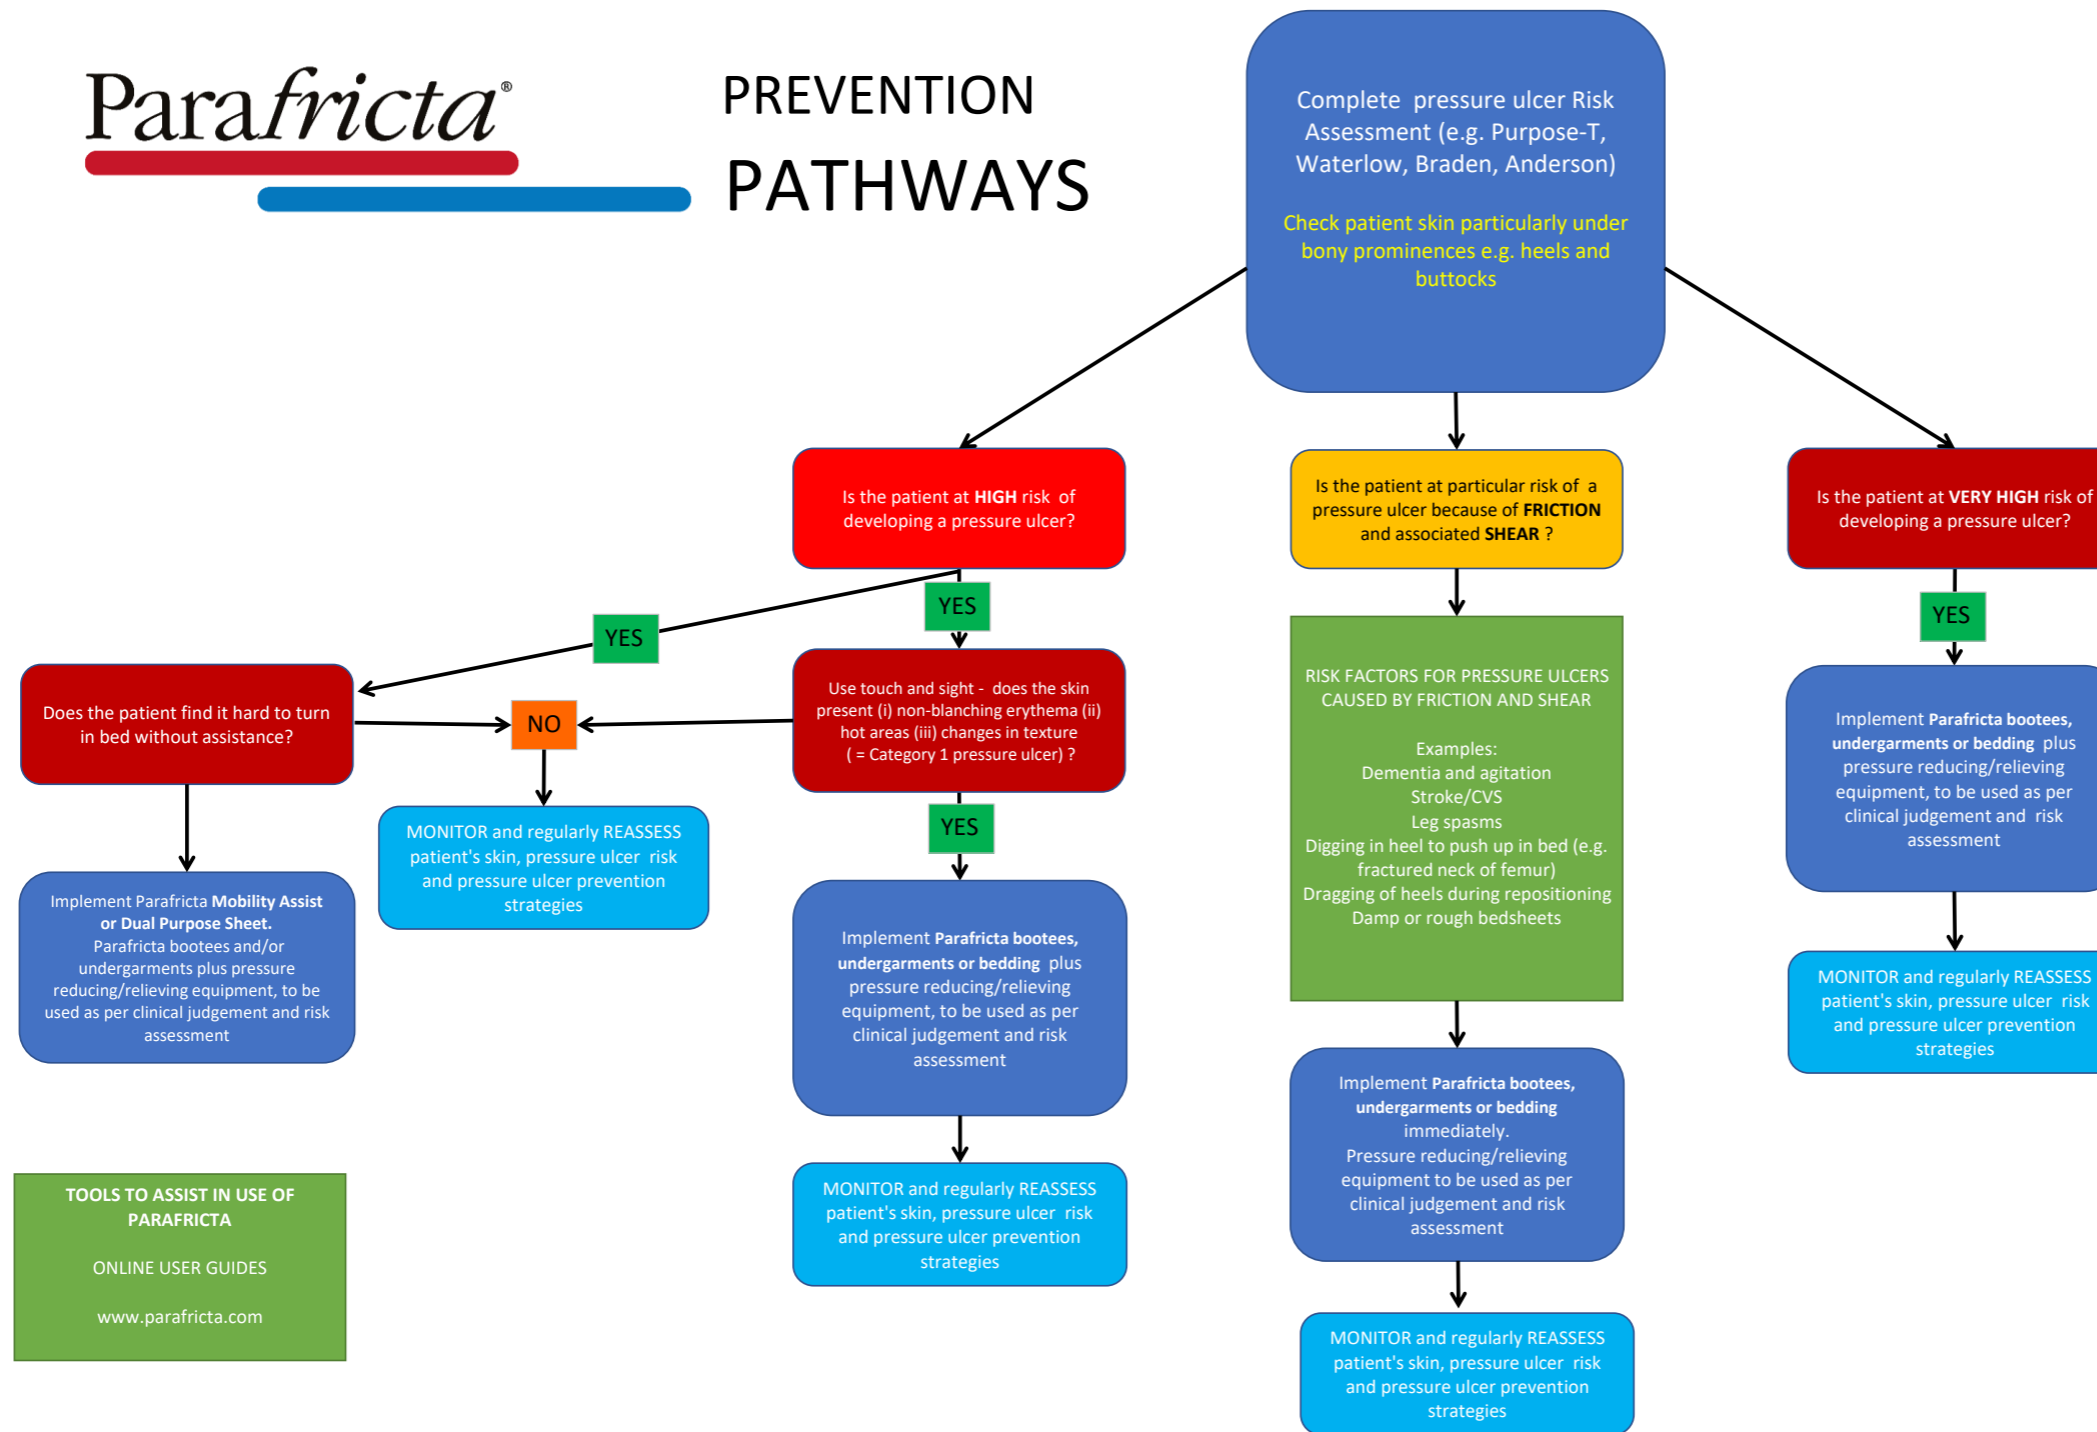 Parafricta®
PREVENTION
PATHWAYS
Complete pressure ulcer Risk
Assessment (e.g. Purpose-T,
Waterlow, Braden, Anderson)
Check patient skin particularly under
bony prominences e.g. heels and
buttocks
Is the patient at HIGH risk of
developing a pressure ulcer?
Is the patient at particular risk of a
pressure ulcer because of FRICTION
and associated SHEAR ?
Is the patient at VERY HIGH risk of
developing a pressure ulcer?
YES
YES
YES
Does the patient find it hard to turn
in bed without assistance?
NO
Use touch and sight - does the skin
present (i) non-blanching erythema (ii)
hot areas (iii) changes in texture
( = Category 1 pressure ulcer) ?
YES
RISK FACTORS FOR PRESSURE ULCERS
CAUSED BY FRICTION AND SHEAR
Examples:
Dementia and agitation
Stroke/CVS
Leg spasms
Digging in heel to push up in bed (e.g.
fractured neck of femur)
Dragging of heels during repositioning
Damp or rough bedsheets
Implement Parafricta bootees,
undergarments or bedding plus
pressure reducing/relieving
equipment, to be used as per
clinical judgement and risk
assessment
MONITOR and regularly REASSESS
patient's skin, pressure ulcer risk
and pressure ulcer prevention
strategies
Implement Parafricta Mobility Assist
or Dual Purpose Sheet.
Parafricta bootees and/or
undergarments plus pressure
reducing/relieving equipment, to be
used as per clinical judgement and risk
assessment
Implement Parafricta bootees,
undergarments or bedding plus
pressure reducing/relieving
equipment, to be used as per
clinical judgement and risk
assessment
MONITOR and regularly REASSESS
patient's skin, pressure ulcer risk
and pressure ulcer prevention
strategies
Implement Parafricta bootees,
undergarments or bedding
immediately.
Pressure reducing/relieving
equipment to be used as per
clinical judgement and risk
assessment
MONITOR and regularly REASSESS
patient's skin, pressure ulcer risk
and pressure ulcer prevention
strategies
MONITOR and regularly REASSESS
patient's skin, pressure ulcer risk
and pressure ulcer prevention
strategies
TOOLS TO ASSIST IN USE OF
PARAFRICTA
ONLINE USER GUIDES
www.parafricta.com